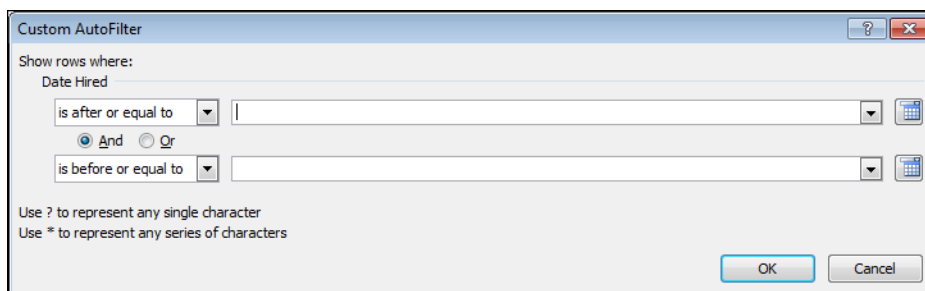 Custom AutoFilter
Show rows where:
Date Hired
is after or equal to
And Or
is before or equal to
Use ? to represent any single character
Use * to represent any series of characters
OK Cancel